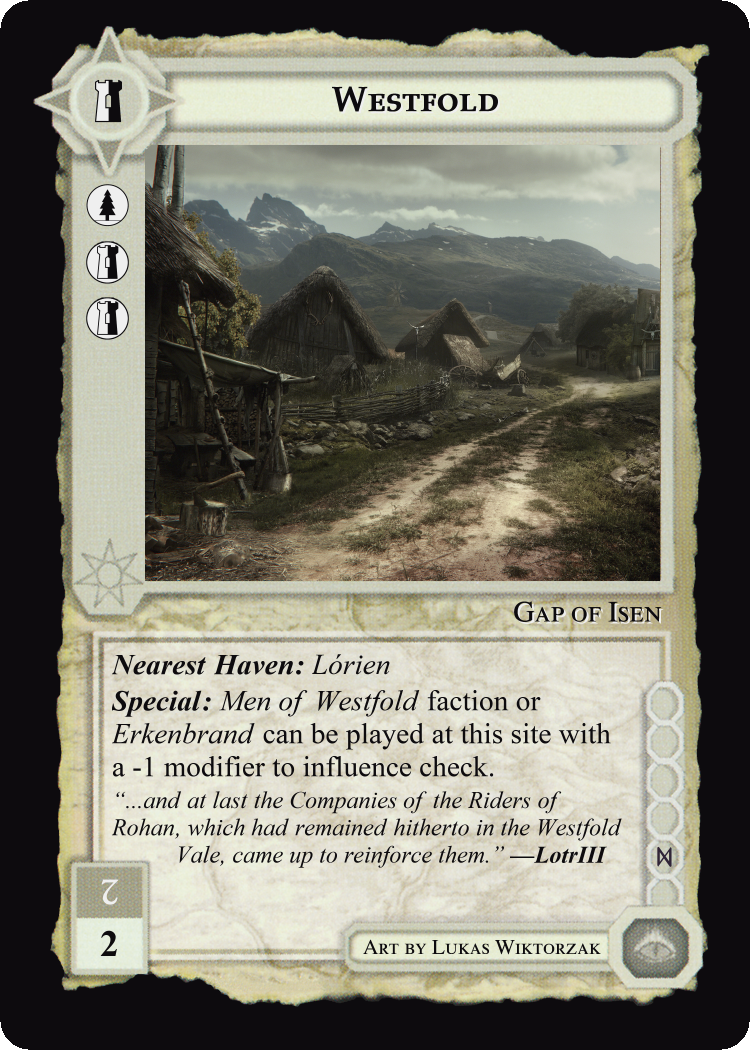 Westfold
Gap of Isen
Nearest Haven: Lórien
Special: Men of Westfold faction or
Erkenbrand can be played at this site with
a -1 modifier to influence check.
“...and at last the Companies of the Riders of
Rohan, which had remained hitherto in the Westfold
Vale, came up to reinforce them.” —LotrIII
2
2
Art by Lukas Wiktorzak